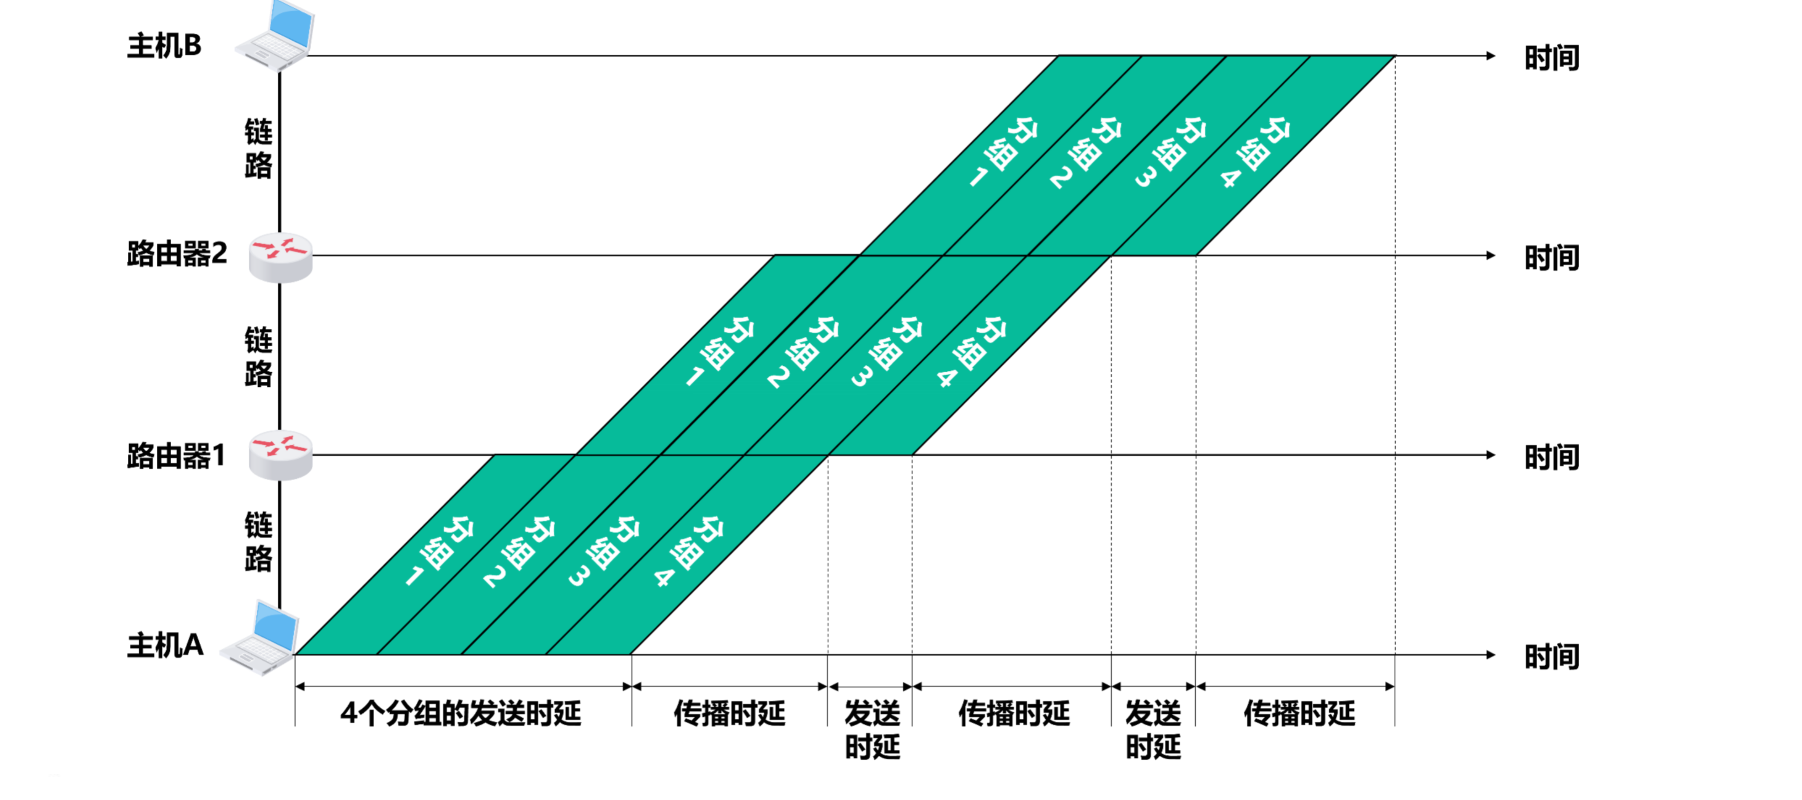 主机B
时间
链
路
分组1
分组2
分组3
分组4
路由器2
时间
链
路
分组1
分组2
分组3
分组4
路由器1
时间
链
路
分组1
分组2
分组3
分组4
主机A
时间
4个分组的发送时延
传播时延
发送
时延
传播时延
发送
时延
传播时延